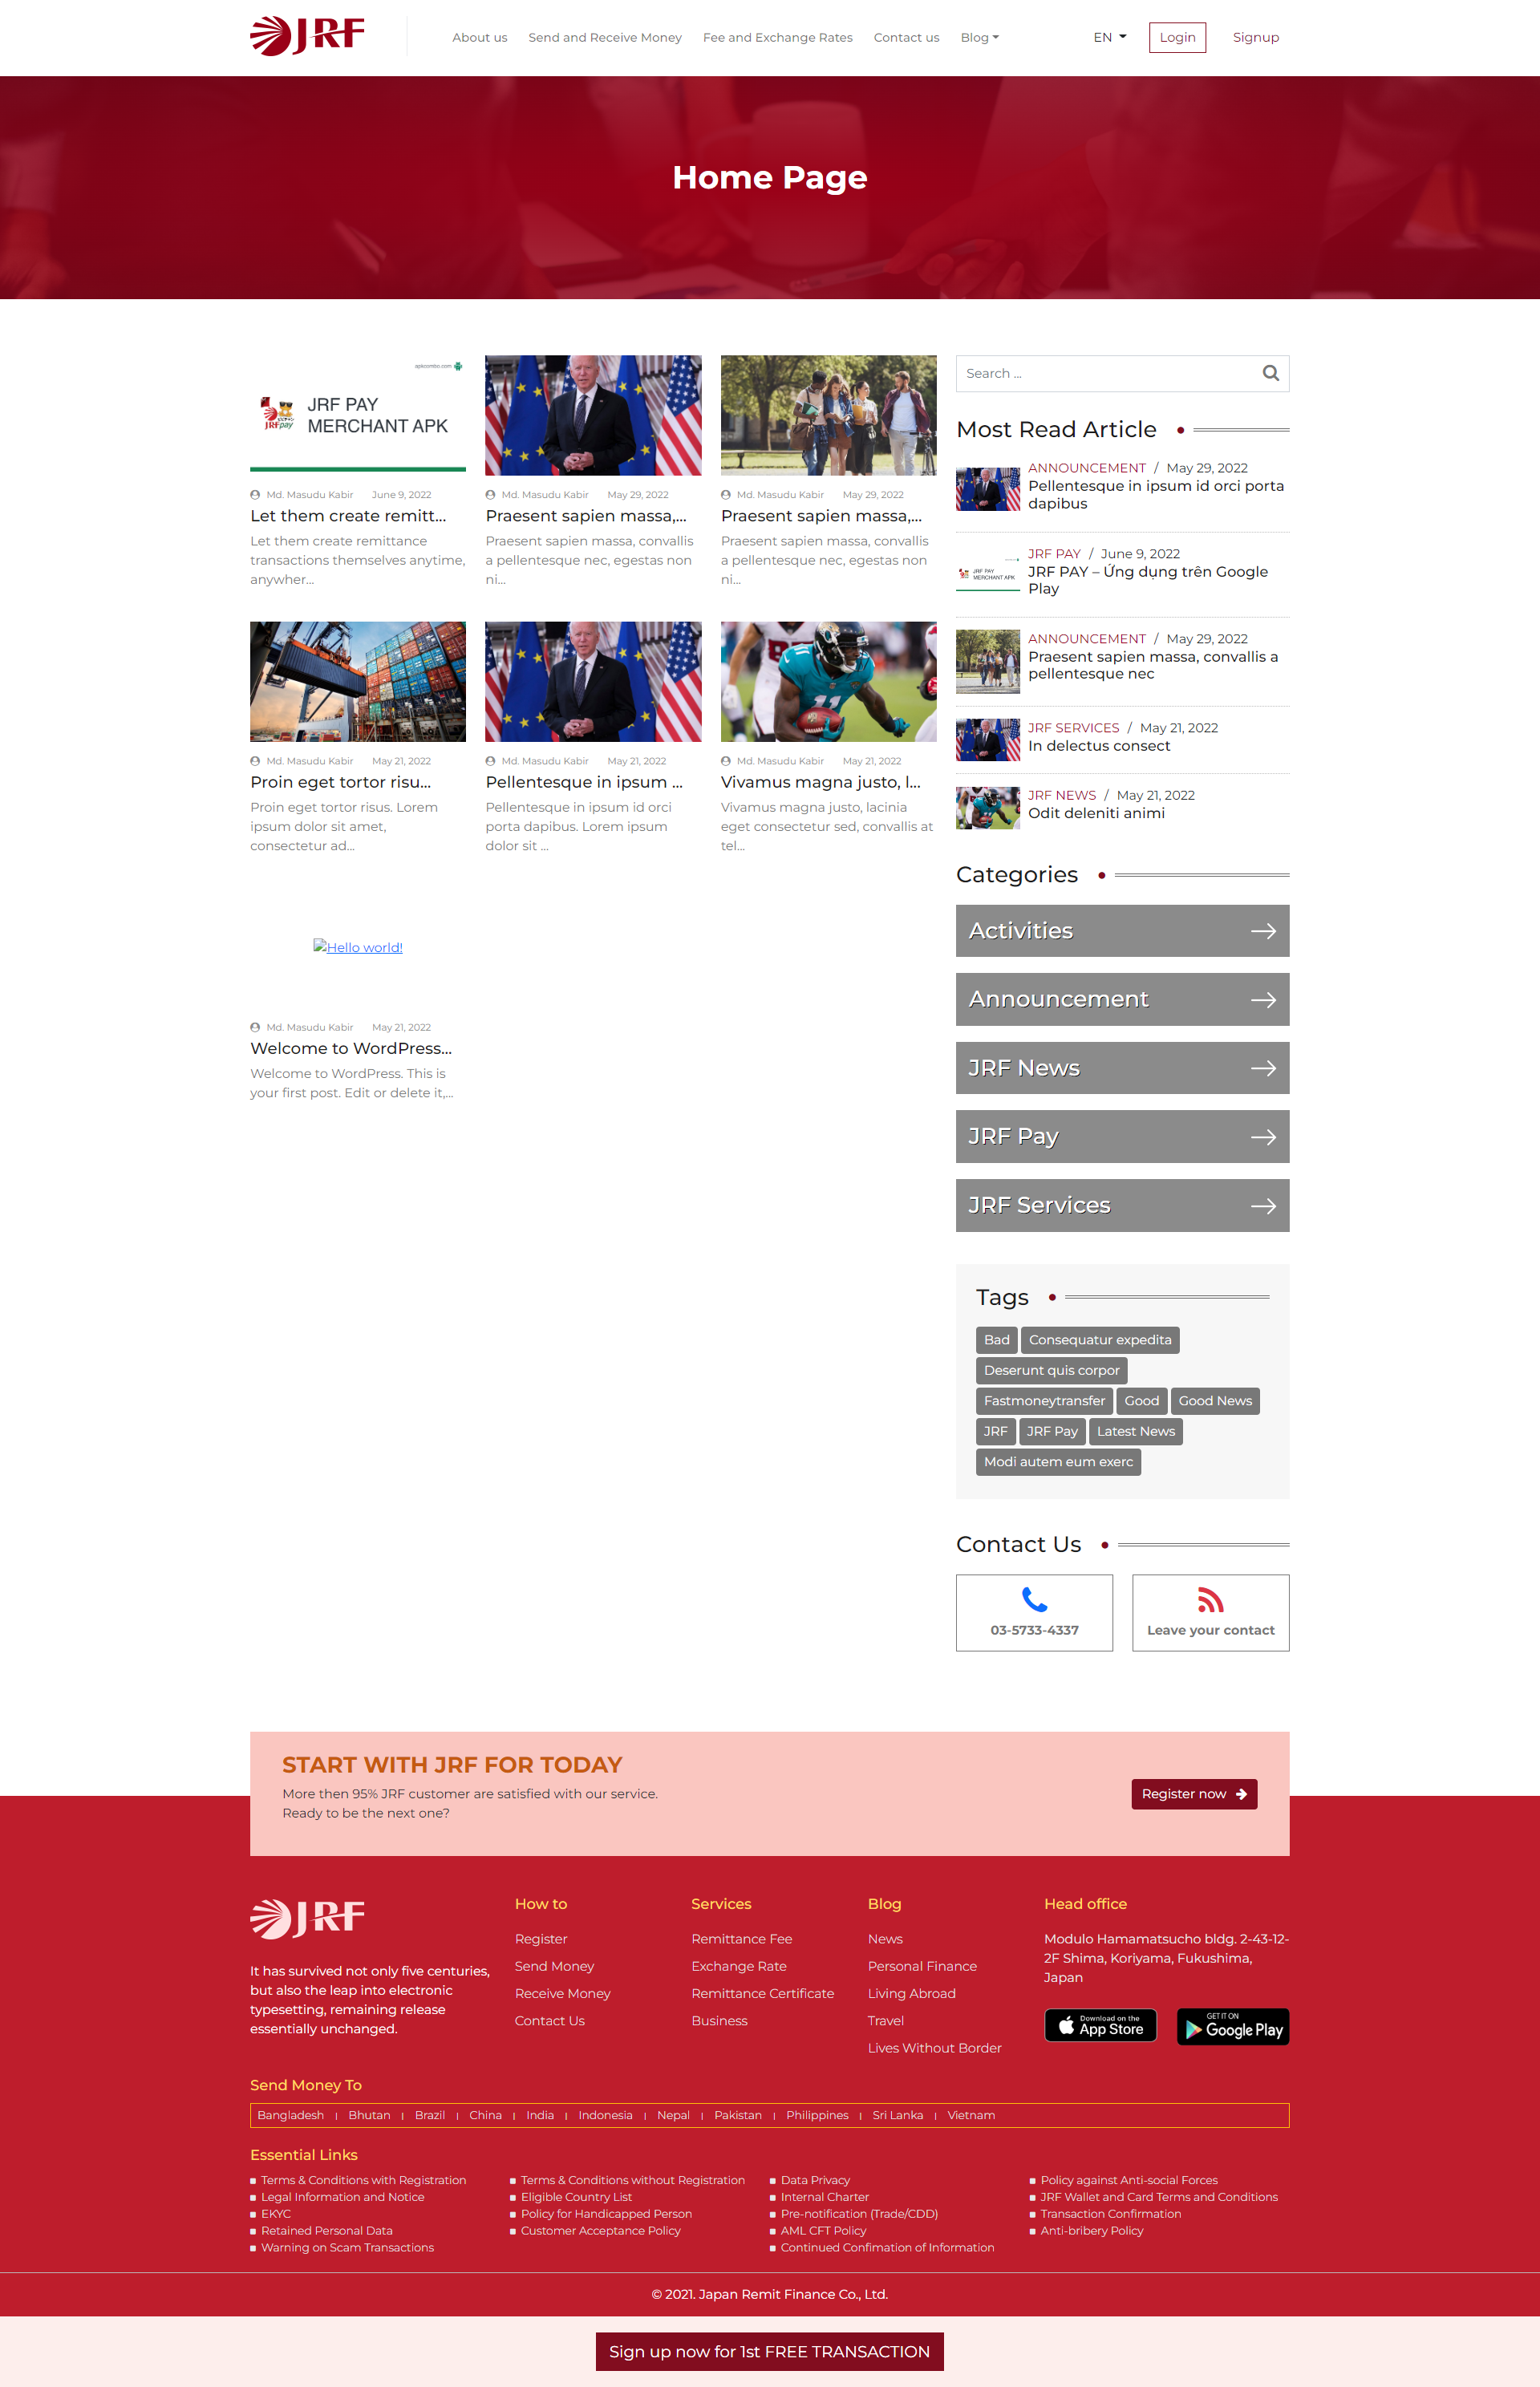 JRF
About us
Send and Receive Money
Fee and Exchange Rates
Contact us
Blog
EN
Login
Signup
Home Page
apkcombo.com
JRFpay
JRF PAY
MERCHANT APK
Md. Masudu Kabir June 9, 2022
Let them create remitt...
Let them create remittance
transactions themselves anytime,
anywher...
Md. Masudu Kabir May 29, 2022
Praesent sapien massa,...
Praesent sapien massa, convallis
a pellentesque nec, egestas non
ni...
Md. Masudu Kabir May 29, 2022
Praesent sapien massa,...
Praesent sapien massa, convallis
a pellentesque nec, egestas non
ni...
Md. Masudu Kabir May 21, 2022
Proin eget tortor risu...
Proin eget tortor risus. Lorem
ipsum dolor sit amet,
consectetur ad...
Md. Masudu Kabir May 21, 2022
Pellentesque in ipsum ...
Pellentesque in ipsum id orci
porta dapibus. Lorem ipsum
dolor sit ...
11
Md. Masudu Kabir May 21, 2022
Vivamus magna justo, l...
Vivamus magna justo, lacinia
eget consectetur sed, convallis at
tel...
Hello world!
Md. Masudu Kabir May 21, 2022
Welcome to WordPress...
Welcome to WordPress. This is
your first post. Edit or delete it,...
Search ...
Most Read Article
ANNOUNCEMENT / May 29, 2022
Pellentesque in ipsum id orci porta
dapibus
JRF PAY
MERCHANT APK
JRF PAY / June 9, 2022
JRF PAY – Ứng dụng trên Google
Play
ANNOUNCEMENT / May 29, 2022
Praesent sapien massa, convallis a
pellentesque nec
JRF SERVICES / May 21, 2022
In delectus consect
JRF NEWS / May 21, 2022
Odit deleniti animi
Categories
Activities
Announcement
JRF News
JRF Pay
JRF Services
Tags
Bad Consequatur expedita
Deserunt quis corpor
Fastmoneytransfer Good Good News
JRF JRF Pay Latest News
Modi autem eum exerc
Contact Us
03-5733-4337
Leave your contact
START WITH JRF FOR TODAY
More then 95% JRF customer are satisfied with our service.
Ready to be the next one?
Register now
JRF
It has survived not only five centuries,
but also the leap into electronic
typesetting, remaining release
essentially unchanged.
How to
Register
Send Money
Receive Money
Contact Us
Services
Remittance Fee
Exchange Rate
Remittance Certificate
Business
Blog
News
Personal Finance
Living Abroad
Travel
Lives Without Border
Head office
Modulo Hamamatsucho bldg. 2-43-12-
2F Shima, Koriyama, Fukushima,
Japan
Download on the
App Store
GET IT ON
Google Play
Send Money To
Bangladesh | Bhutan | Brazil | China | India | Indonesia | Nepal | Pakistan | Philippines | Sri Lanka | Vietnam
Essential Links
Terms & Conditions with Registration
Legal Information and Notice
EKYC
Retained Personal Data
Warning on Scam Transactions
Terms & Conditions without Registration
Eligible Country List
Policy for Handicapped Person
Customer Acceptance Policy
Data Privacy
Internal Charter
Pre-notification (Trade/CDD)
AML CFT Policy
Continued Confimation of Information
Policy against Anti-social Forces
JRF Wallet and Card Terms and Conditions
Transaction Confirmation
Anti-bribery Policy
© 2021. Japan Remit Finance Co., Ltd.
Sign up now for 1st FREE TRANSACTION